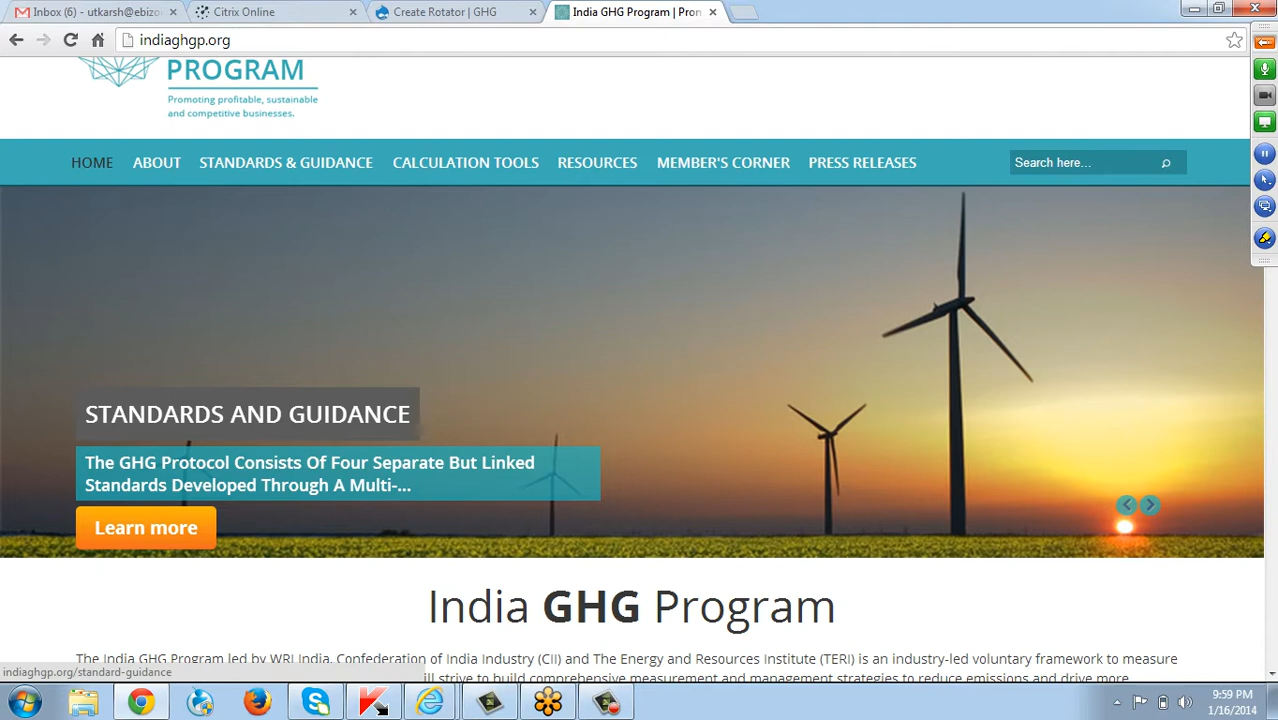 Inbox (6) - utkarsh@ebizo
Citrix Online
Create Rotator | GHG
India GHG Program | Pron
indiaghgp.org
PROGRAM
Promoting profitable, sustainable
and competitive businesses.
HOME ABOUT STANDARDS & GUIDANCE CALCULATION TOOLS RESOURCES MEMBER'S CORNER PRESS RELEASES Search here...
STANDARDS AND GUIDANCE
The GHG Protocol Consists Of Four Separate But Linked
Standards Developed Through A Multi-...
Learn more
India GHG Program
The India GHG Program led by WRI India, Confederation of India Industry (CII) and The Energy and Resources Institute (TERI) is an industry-led voluntary framework to measure
ill strive to build comprehensive measurement and management strategies to reduce emissions and drive more
indiaghgp.org/standard-guidance
9:59 PM
1/16/2014